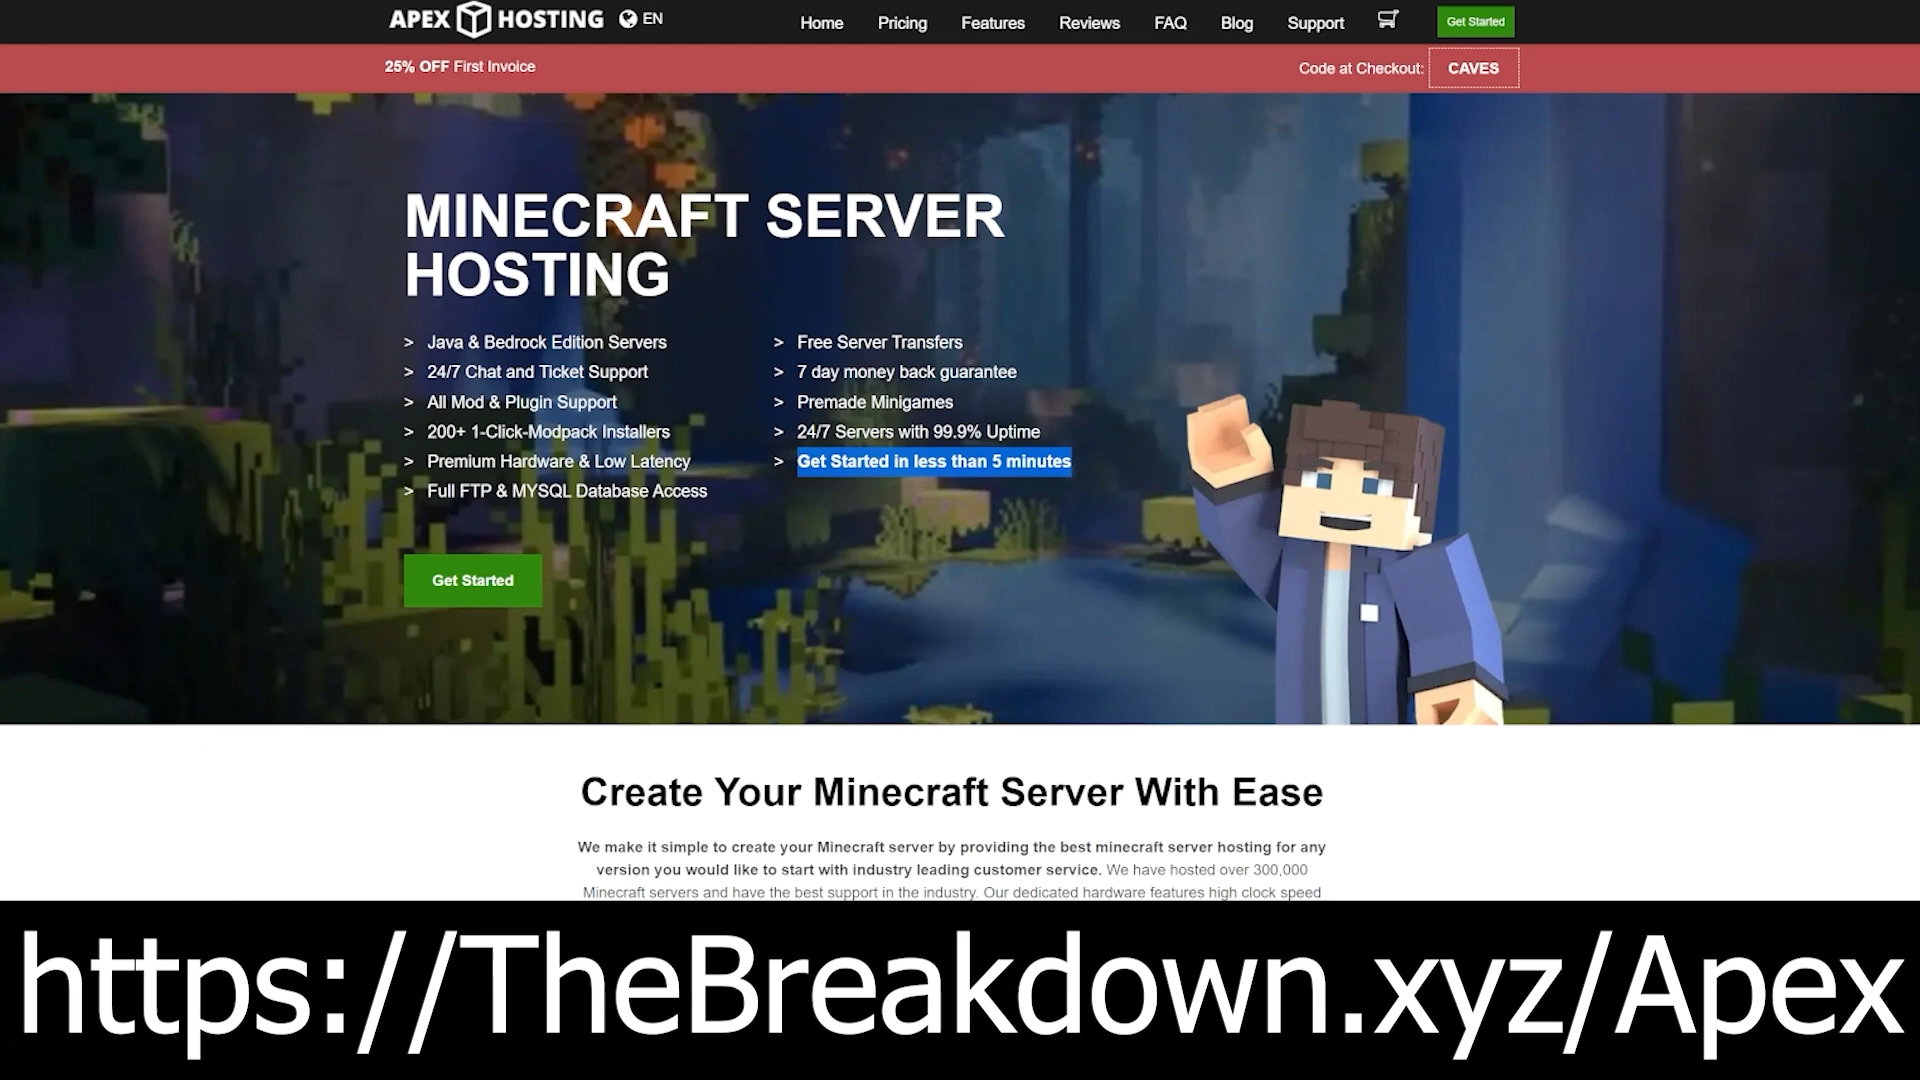 APEX HOSTING EN
Home Pricing Features Reviews FAQ Blog Support Get Started
25% OFF First Invoice
Code at Checkout: CAVES
MINECRAFT SERVER
HOSTING
> Java & Bedrock Edition Servers
> 24/7 Chat and Ticket Support
> All Mod & Plugin Support
> 200+ 1-Click-Modpack Installers
> Premium Hardware & Low Latency
> Full FTP & MYSQL Database Access
> Free Server Transfers
> 7 day money back guarantee
> Premade Minigames
> 24/7 Servers with 99.9% Uptime
> Get Started in less than 5 minutes
Get Started
Create Your Minecraft Server With Ease
We make it simple to create your Minecraft server by providing the best minecraft server hosting for any
version you would like to start with industry leading customer service. We have hosted over 300,000
Minecraft servers and have the best support in the industry. Our dedicated hardware features high clock speed
https://TheBreakdown.xyz/Apex